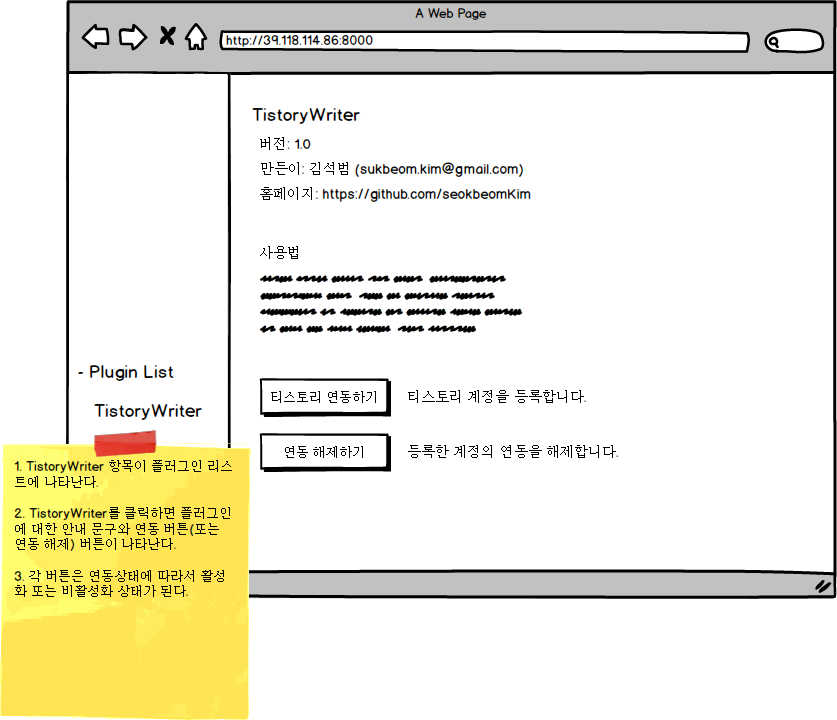 A Web Page
http://39.118.114.86:8000
TistoryWriter
버전: 1.0
만든이: 김석범 (sukbeom.kim@gmail.com)
홈페이지: https://github.com/seokbeomKim
사용법
- Plugin List
TistoryWriter
티스토리 연동하기
티스토리 계정을 등록합니다.
연동 해제하기
등록한 계정의 연동을 해제합니다.
1. TistoryWriter 항목이 플러그인 리스
트에 나타난다.
2. TistoryWriter를 클릭하면 플러그인
에 대한 안내 문구와 연동 버튼(또는
연동 해제) 버튼이 나타난다.
3. 각 버튼은 연동상태에 따라서 활성
화 또는 비활성화 상태가 된다.